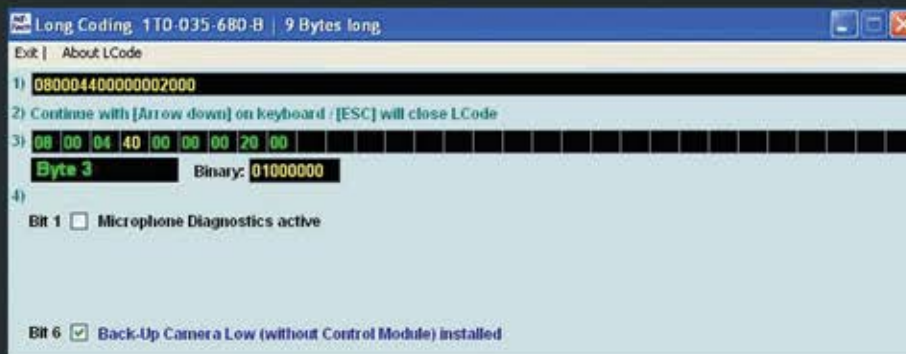 Long Coding 1T0-035-680-B | 9 Bytes long
Exit | About LCode
1) 080004400000002000
2) Continue with [Arrow down] on keyboard / [ESC] will close LCode
3) 08 00 04 40 00 00 00 20 00
Byte 3 Binary: 01000000
4)
Bit 1 Microphone Diagnostics active
Bit 6 Back-Up Camera Low (without Control Module) installed